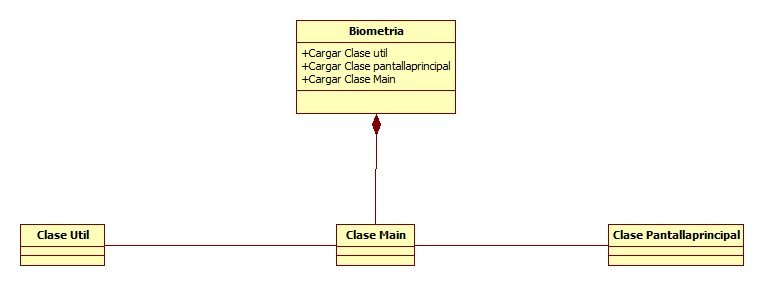 Biometria
+Cargar Clase util
+Cargar Clase pantallaprincipal
+Cargar Clase Main
Clase Util
Clase Main
Clase Pantallaprincipal